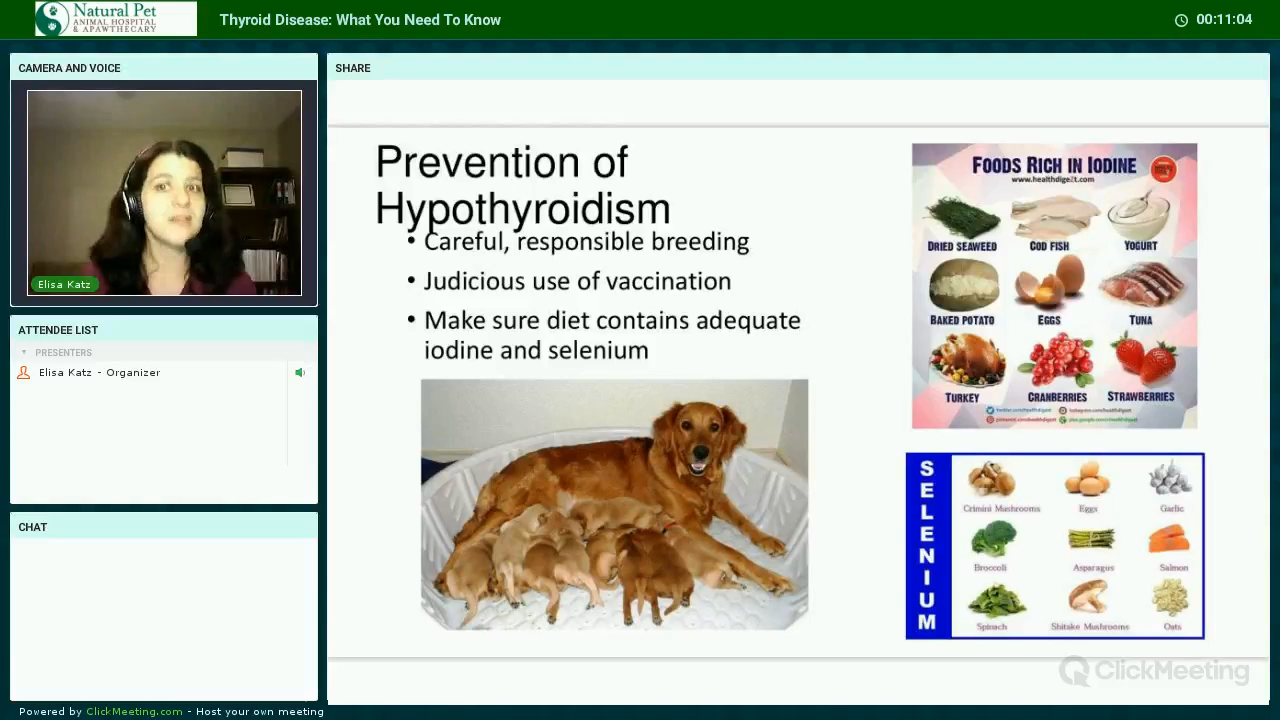 Natural Pet
ANIMAL HOSPITAL
& APAWTHECARY
Thyroid Disease: What You Need To Know
00:11:04
CAMERA AND VOICE
Elisa Katz
ATTENDEE LIST
PRESENTERS
Elisa Katz - Organizer
CHAT
SHARE
Prevention of
Hypothyroidism
• Careful, responsible breeding
• Judicious use of vaccination
• Make sure diet contains adequate
iodine and selenium
FOODS RICH IN IODINE
DRIED SEAWEED COD FISH YOGURT
BAKED POTATO EGGS TUNA
TURKEY CRANBERRIES STRAWBERRIES
SELENIUM
Crimini Mushrooms Eggs Garlic
Broccoli Asparagus Salmon
Spinach Shitake Mushrooms Oats
ClickMeeting
Powered by ClickMeeting.com - Host your own meeting